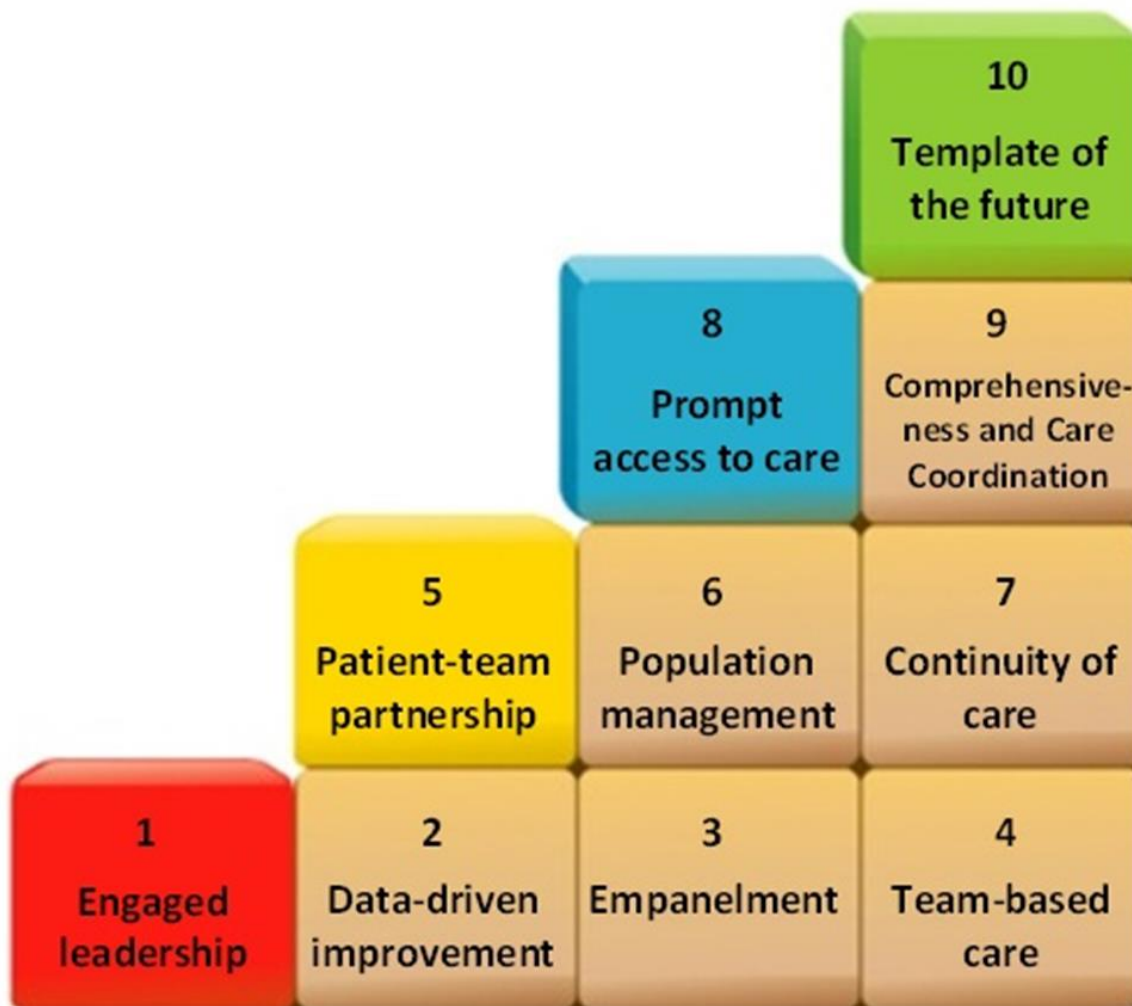 10
Template of
the future
8
Prompt
access to care
9
Comprehensive-
ness and Care
Coordination
5
Patient-team
partnership
6
Population
management
7
Continuity of
care
1
Engaged
leadership
2
Data-driven
improvement
3
Empanelment
4
Team-based
care